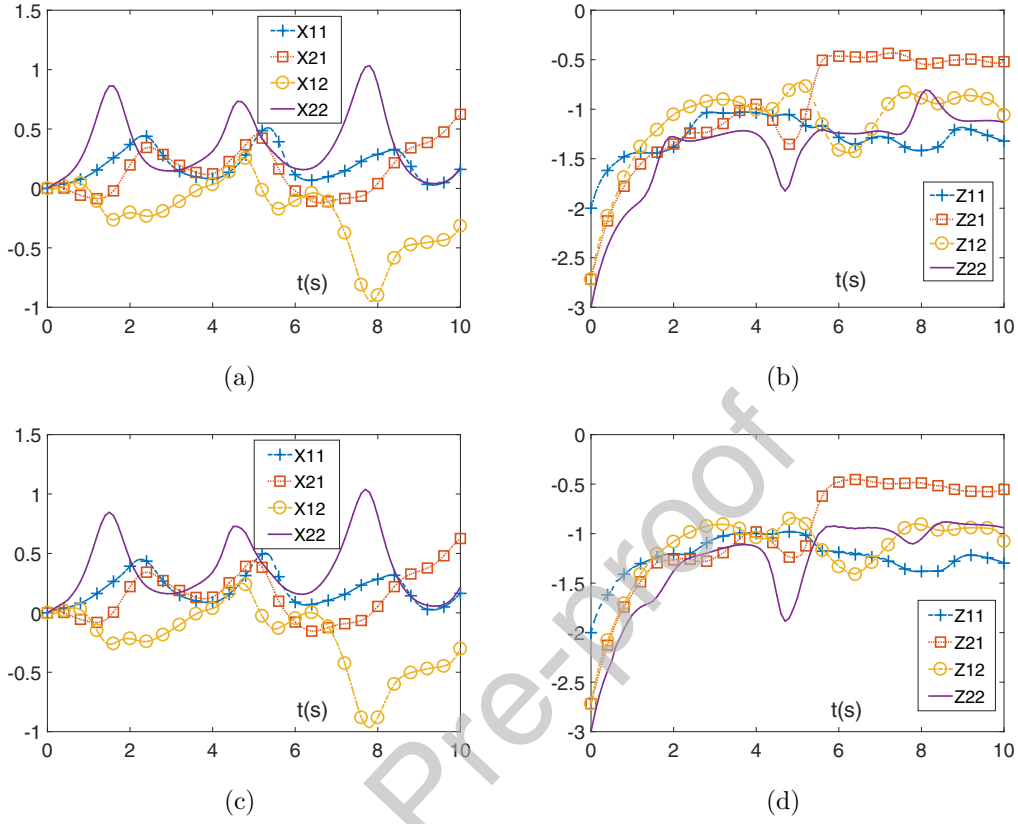 1.5
1
0.5
0
-0.5
-1
0 2 4 6 8 10
X11
X21
X12
X22
t(s)
(a)
0
-0.5
-1
-1.5
-2
-2.5
-3
0 2 4 6 8 10
Z11
Z21
Z12
Z22
t(s)
(b)
1.5
1
0.5
0
-0.5
-1
0 2 4 6 8 10
X11
X21
X12
X22
t(s)
(c)
0
-0.5
-1
-1.5
-2
-2.5
-3
0 2 4 6 8 10
Z11
Z21
Z12
Z22
t(s)
(d)
Pre-proof